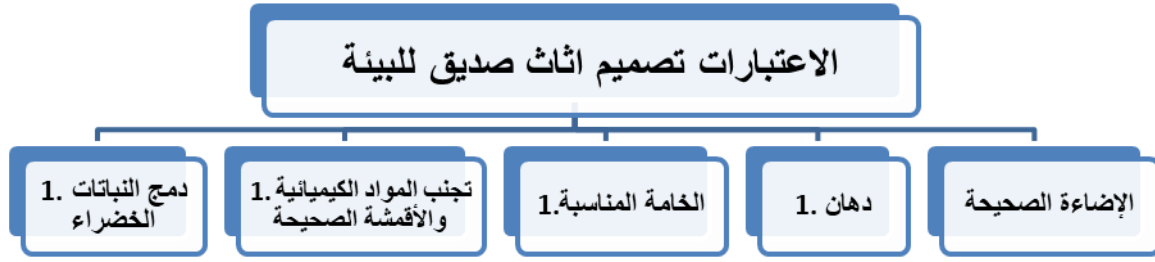 الاعتبارات تصميم اثاث صديق للبيئة
الإضاءة الصحيحة
1. دهان
1.الخامة المناسبة
1. تجنب المواد الكيميائية
والأقمشة الصحيحة
1. دمج النباتات
الخضراء